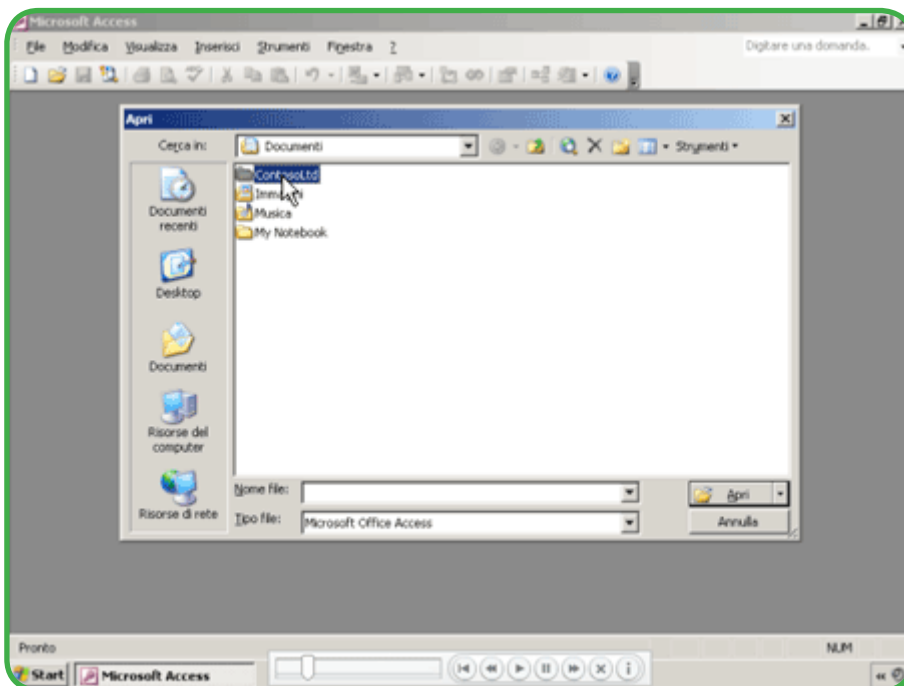 Microsoft Access
File Modifica Visualizza Inserisci Strumenti Finestra ? Digitare una domanda.
Apri
Cerca in: Documenti Strumenti
ContosoLtd
Immagini
Musica
My Notebook
Documenti
recenti
Desktop
Documenti
Risorse del
computer
Risorse di rete
Nome file: Apri
Tipo file: Microsoft Office Access Annulla
Pronto NUM
Start Microsoft Access